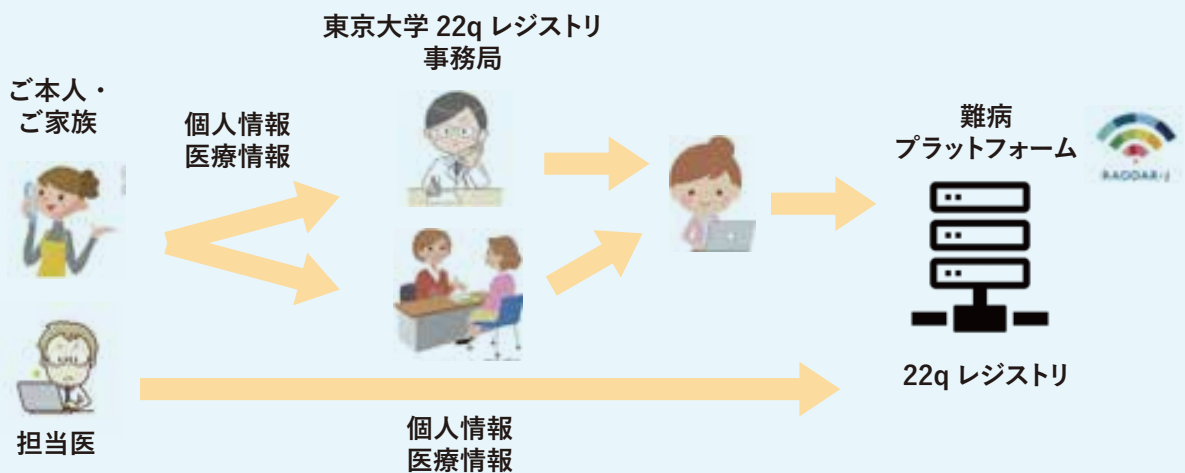 東京大学 22q レジストリ
事務局
ご本人・
ご家族
個人情報
医療情報
難病
プラットフォーム
RADDAR-J
22q レジストリ
担当医
個人情報
医療情報